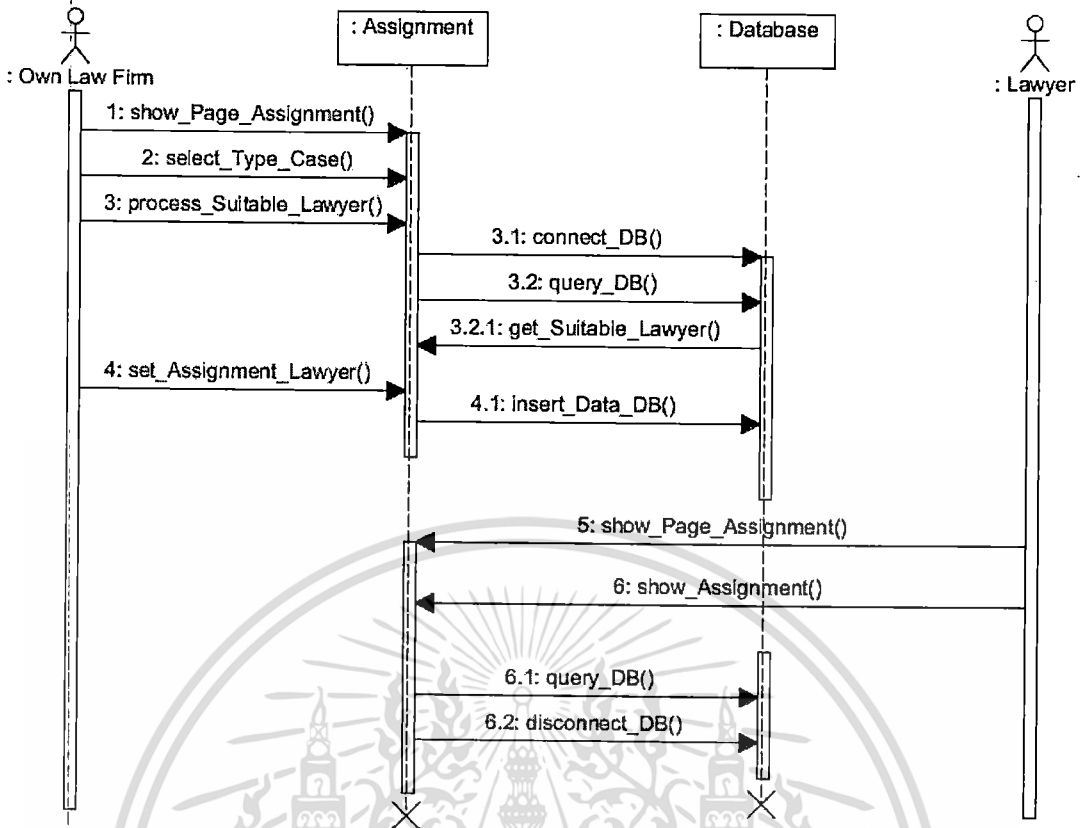 : Assignment
: Database
: Own Law Firm
: Lawyer
1: show_Page_Assignment()
2: select_Type_Case()
3: process_Suitable_Lawyer()
3.1: connect_DB()
3.2: query_DB()
3.2.1: get_Suitable_Lawyer()
4: set_Assignment_Lawyer()
4.1: insert_Data_DB()
5: show_Page_Assignment()
6: show_Assignment()
6.1: query_DB()
6.2: disconnect_DB()